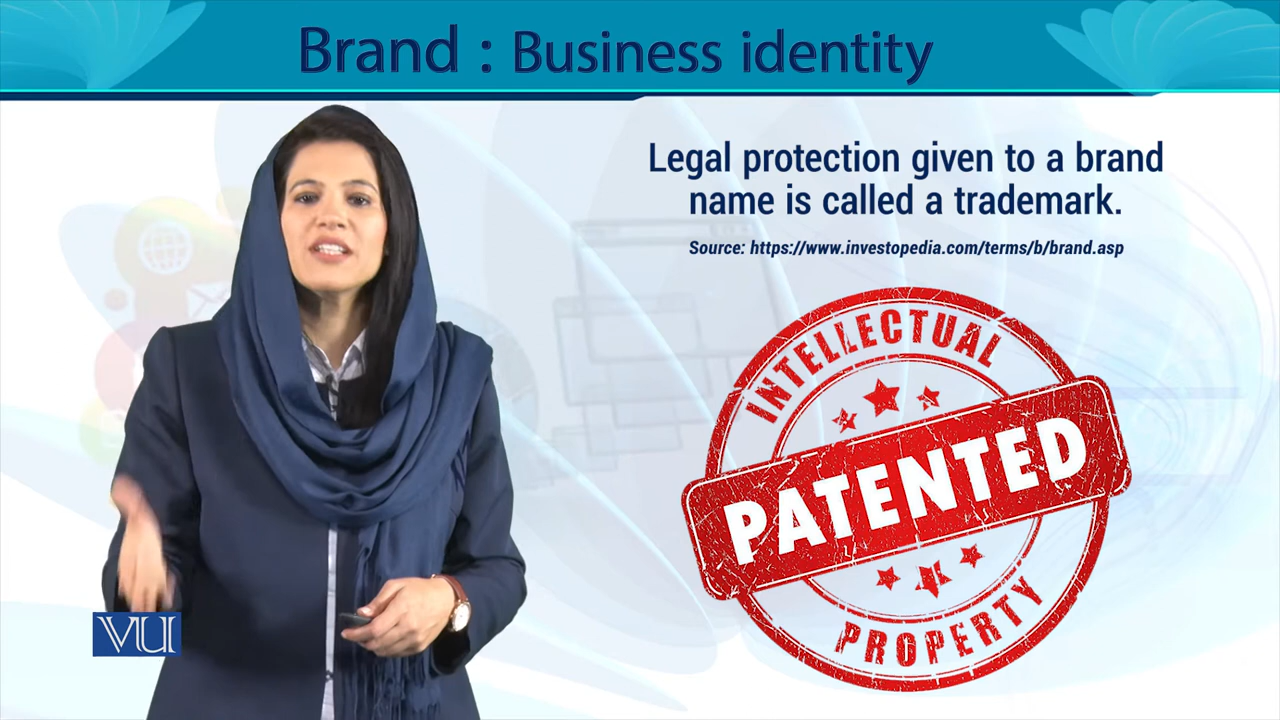 Brand : Business identity
Legal protection given to a brand
name is called a trademark.
Source: https://www.investopedia.com/terms/b/brand.asp
INTELLECTUAL
PATENTED
PROPERTY
VU